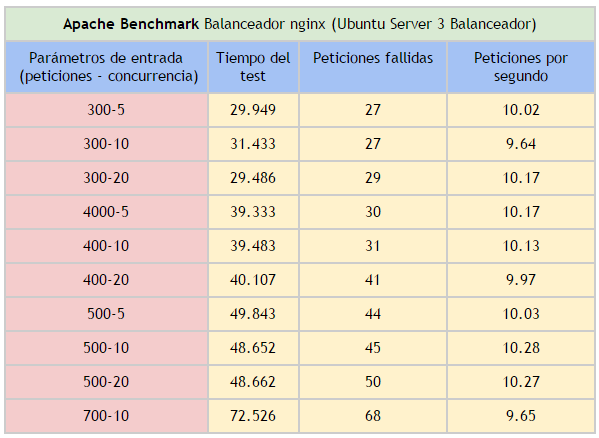 Apache Benchmark Balanceador nginx (Ubuntu Server 3 Balanceador)
Parámetros de entrada (peticiones - concurrencia) Tiempo del test Peticiones fallidas Peticiones por segundo
300-5 29.949 27 10.02
300-10 31.433 27 9.64
300-20 29.486 29 10.17
4000-5 39.333 30 10.17
400-10 39.483 31 10.13
400-20 40.107 41 9.97
500-5 49.843 44 10.03
500-10 48.652 45 10.28
500-20 48.662 50 10.27
700-10 72.526 68 9.65